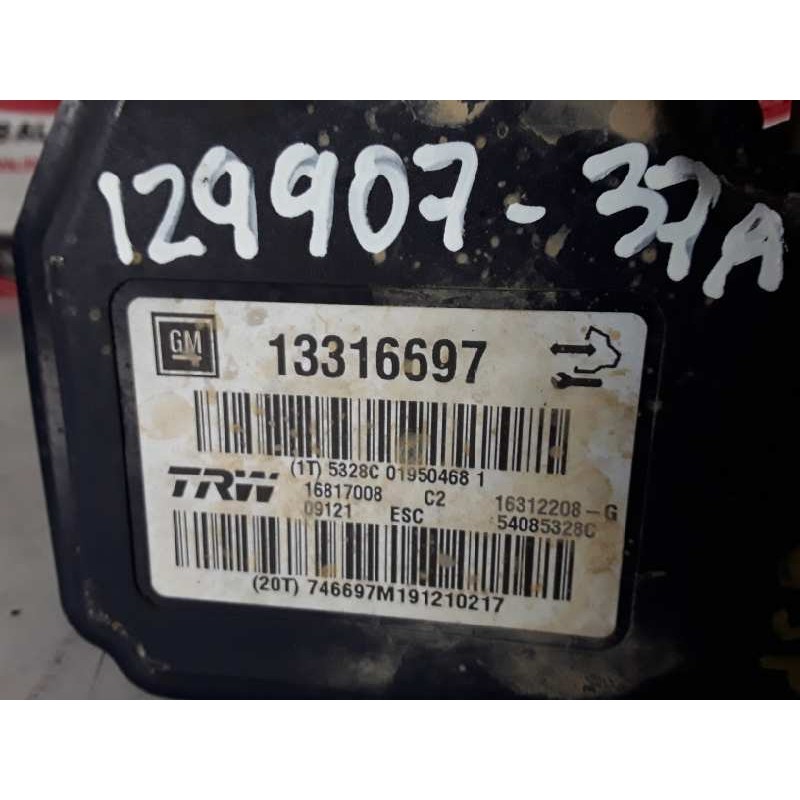 129907-37A
GM
13316697
(1T) 5328C 01950468 1
TRW
16817008 C2 16312208-G
09121 ESC 54085328C
(20T) 746697M191210217